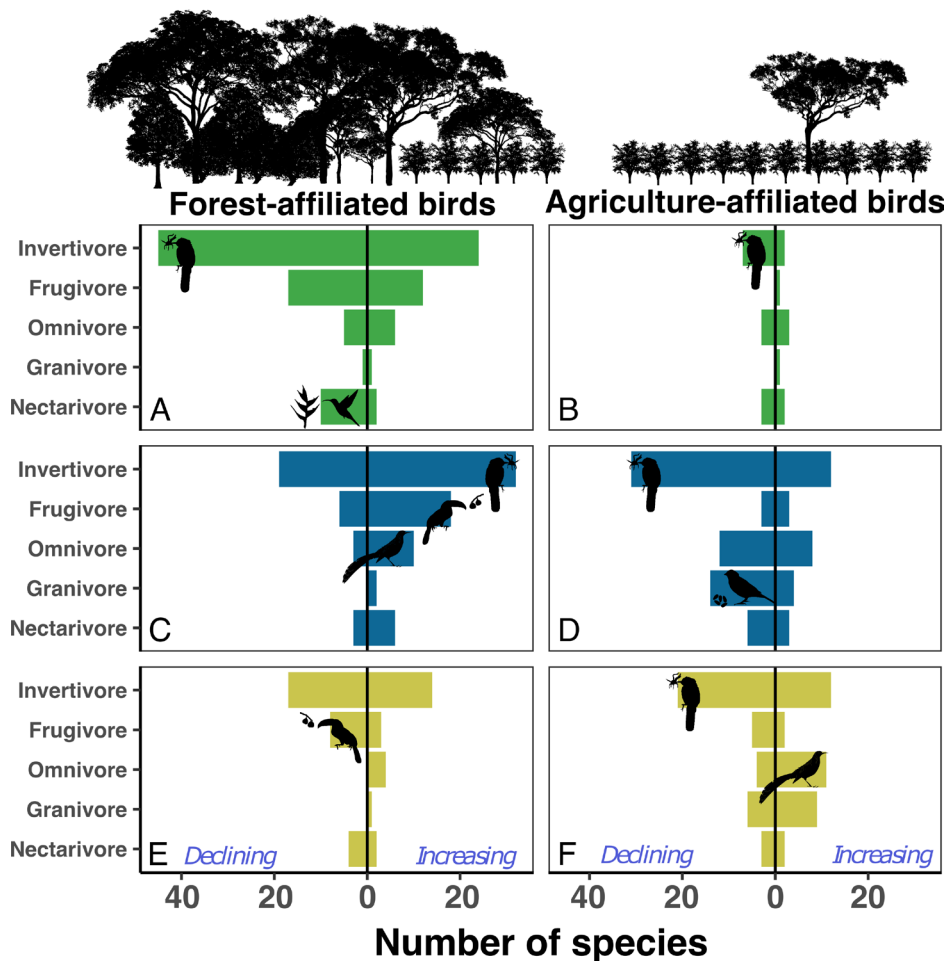 Forest-affiliated birds Agriculture-affiliated birds
Invertivore
Frugivore
Omnivore
Granivore
Nectarivore
A B
Invertivore
Frugivore
Omnivore
Granivore
Nectarivore
C D
Invertivore
Frugivore
Omnivore
Granivore
Nectarivore
E Declining Increasing F Declining Increasing
40 20 0 20 40 20 0 20
Number of species